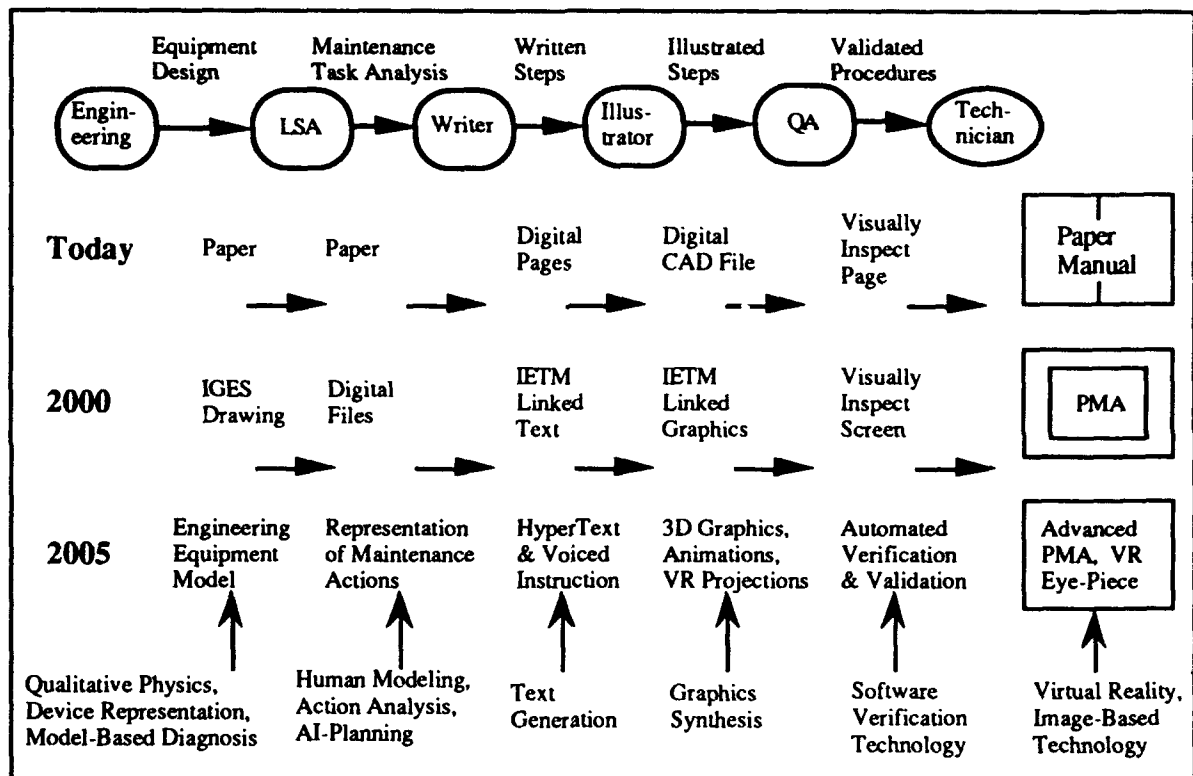 Equipment
Design
Maintenance
Task Analysis
Written
Steps
Illustrated
Steps
Validated
Procedures
Engin-
eering
LSA
Writer
Illus-
trator
QA
Tech-
nician
Today
Paper
Paper
Digital
Pages
Digital
CAD File
Visually
Inspect
Page
Paper
Manual
2000
IGES
Drawing
Digital
Files
IETM
Linked
Text
IETM
Linked
Graphics
Visually
Inspect
Screen
PMA
2005
Engineering
Equipment
Model
Representation
of Maintenance
Actions
HyperText
& Voiced
Instruction
3D Graphics,
Animations,
VR Projections
Automated
Verification
& Validation
Advanced
PMA, VR
Eye-Piece
Qualitative Physics,
Device Representation,
Model-Based Diagnosis
Human Modeling,
Action Analysis,
AI-Planning
Text
Generation
Graphics
Synthesis
Software
Verification
Technology
Virtual Reality,
Image-Based
Technology